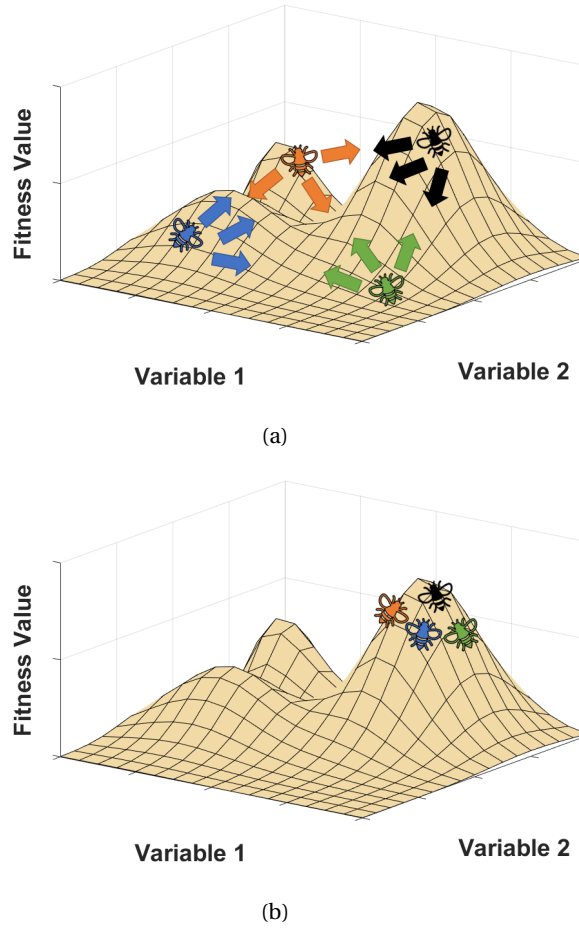 Fitness Value
Variable 1
Variable 2
(a)
Fitness Value
Variable 1
Variable 2
(b)